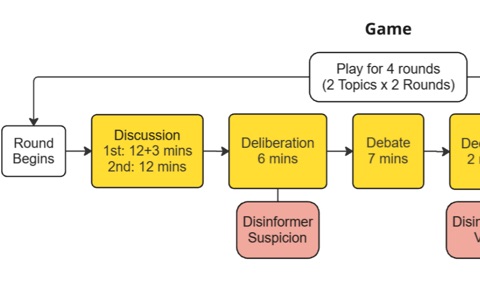 Game
Play for 4 rounds
(2 Topics x 2 Rounds)
Round
Begins
Discussion
1st: 12+3 mins
2nd: 12 mins
Deliberation
6 mins
Debate
7 mins
2
Disinformer
Suspicion